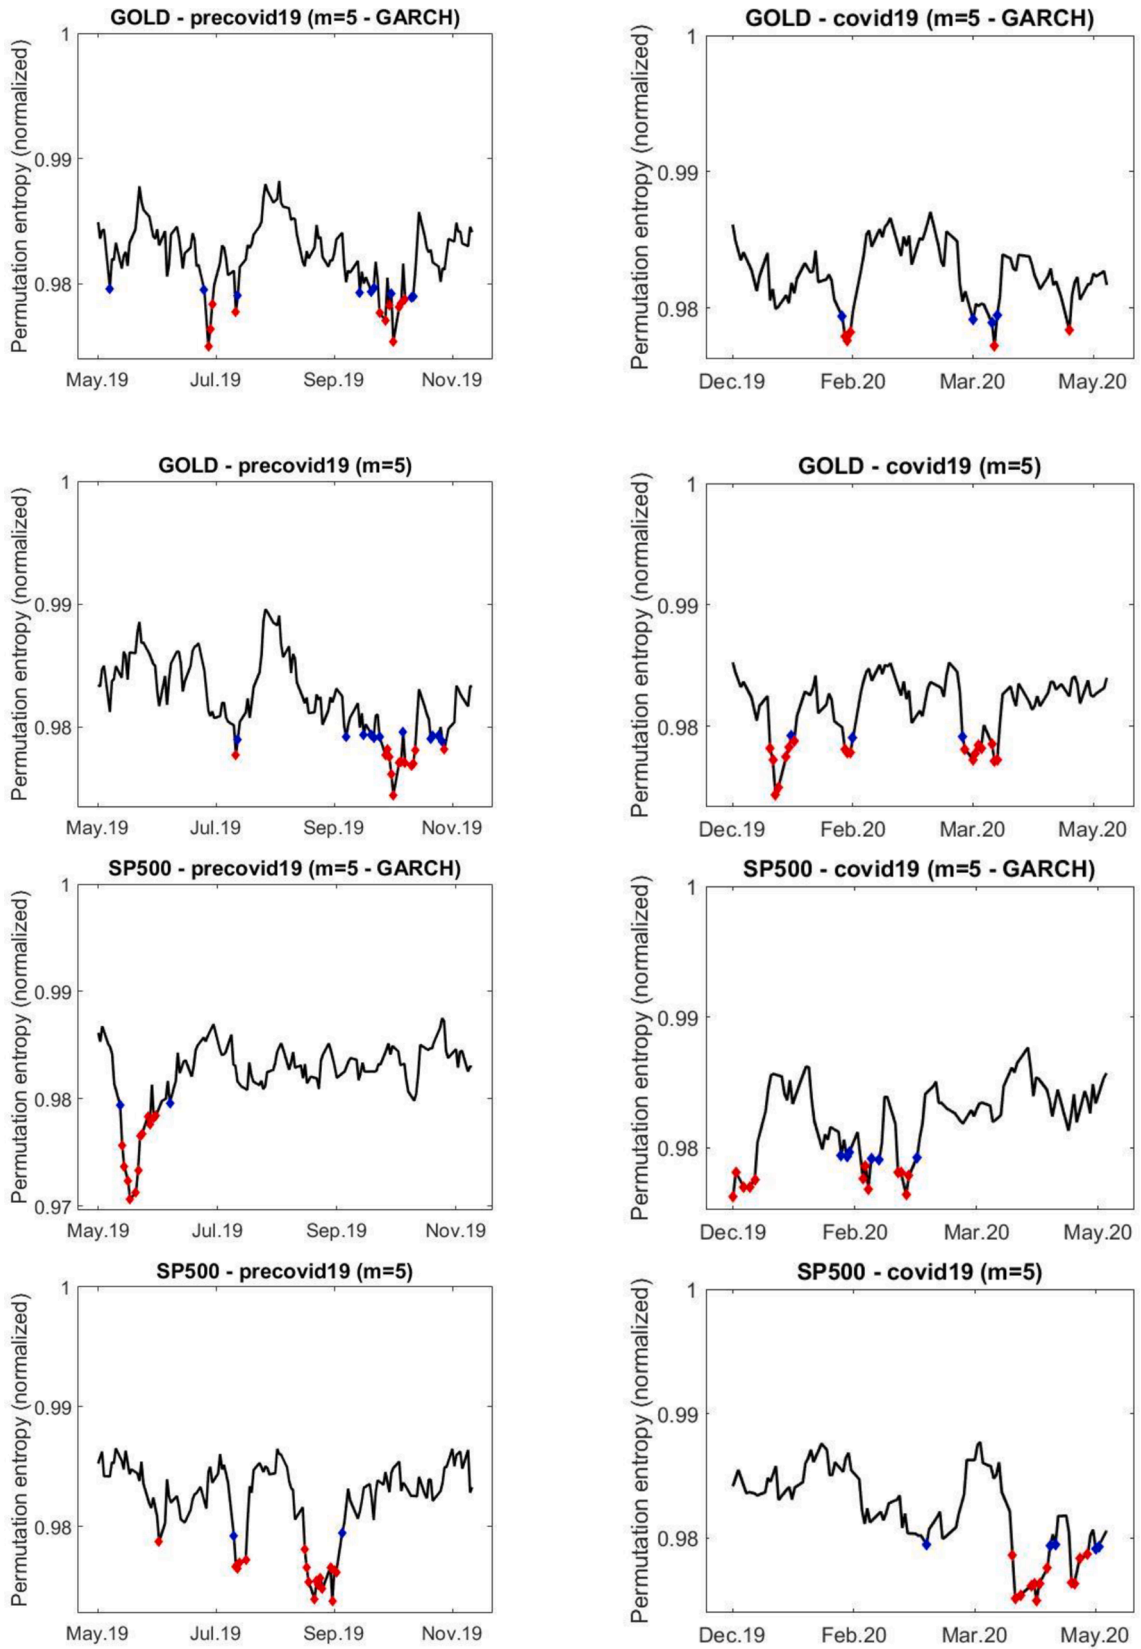 GOLD - precovid19 (m=5 - GARCH)
Permutation entropy (normalized)
1
0.99
0.98
May.19 Jul.19 Sep.19 Nov.19
GOLD - covid19 (m=5 - GARCH)
Permutation entropy (normalized)
1
0.99
0.98
Dec.19 Feb.20 Mar.20 May.20
GOLD - precovid19 (m=5)
Permutation entropy (normalized)
1
0.99
0.98
May.19 Jul.19 Sep.19 Nov.19
GOLD - covid19 (m=5)
Permutation entropy (normalized)
1
0.99
0.98
Dec.19 Feb.20 Mar.20 May.20
SP500 - precovid19 (m=5 - GARCH)
Permutation entropy (normalized)
1
0.99
0.98
0.97
May.19 Jul.19 Sep.19 Nov.19
SP500 - covid19 (m=5 - GARCH)
Permutation entropy (normalized)
1
0.99
0.98
Dec.19 Feb.20 Mar.20 May.20
SP500 - precovid19 (m=5)
Permutation entropy (normalized)
1
0.99
0.98
May.19 Jul.19 Sep.19 Nov.19
SP500 - covid19 (m=5)
Permutation entropy (normalized)
1
0.99
0.98
Dec.19 Feb.20 Mar.20 May.20